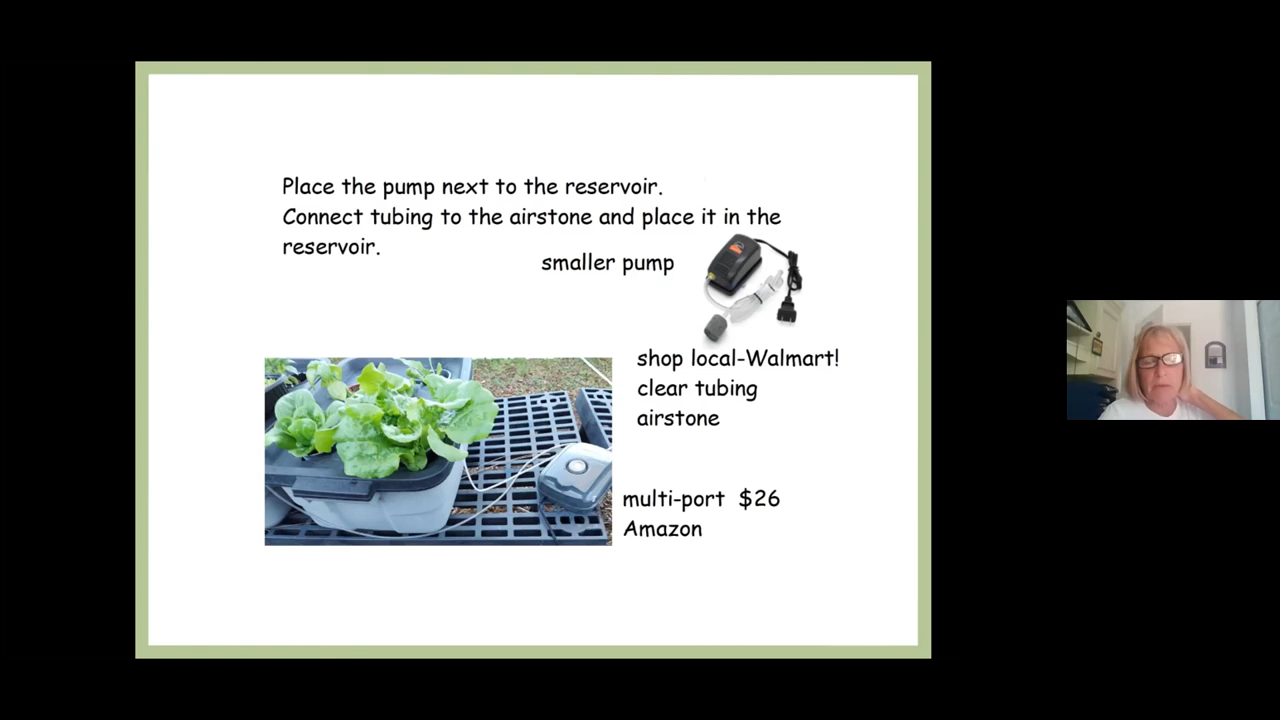 Place the pump next to the reservoir.
Connect tubing to the airstone and place it in the
reservoir.
smaller pump
shop local-Walmart!
clear tubing
airstone
multi-port $26
Amazon